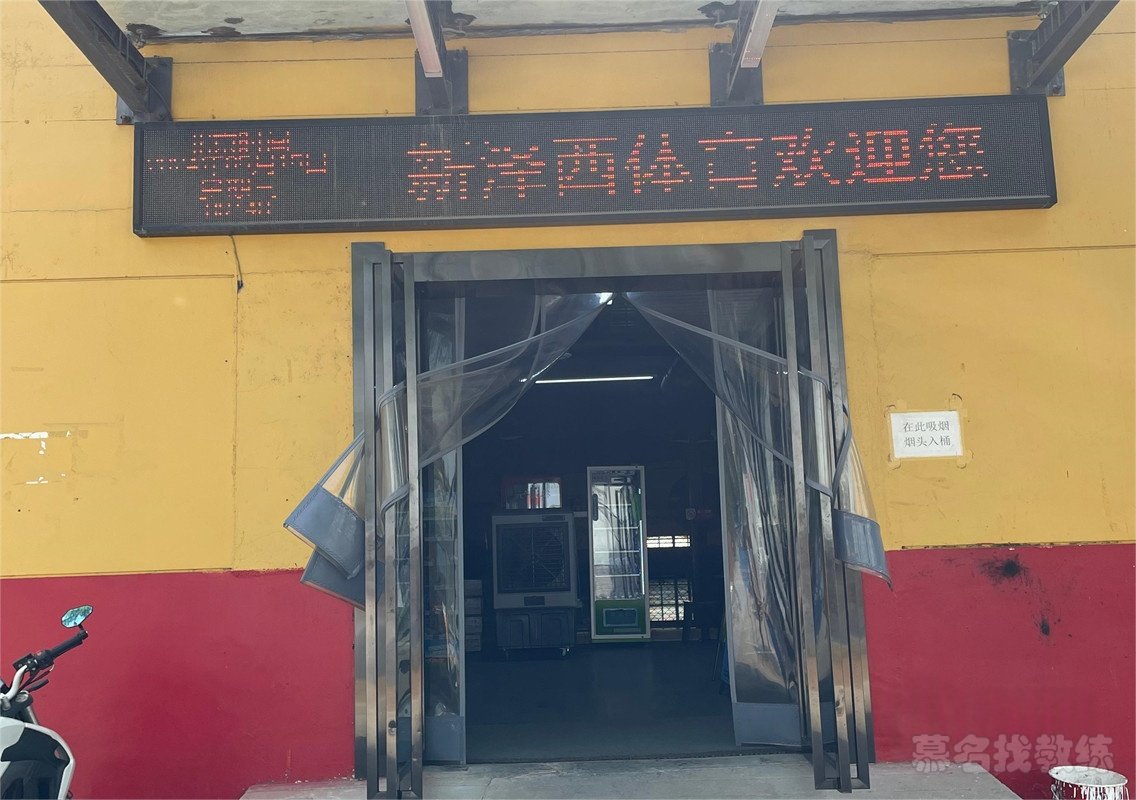 新泽西体育欢迎您
在此吸烟
烟头入桶
慕名找教练